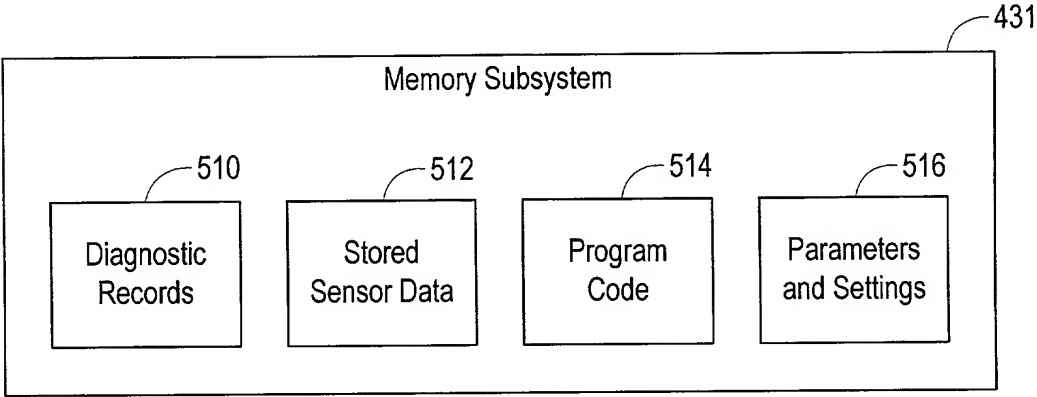 431
Memory Subsystem
510
512
514
516
Diagnostic
Records
Stored
Sensor Data
Program
Code
Parameters
and Settings